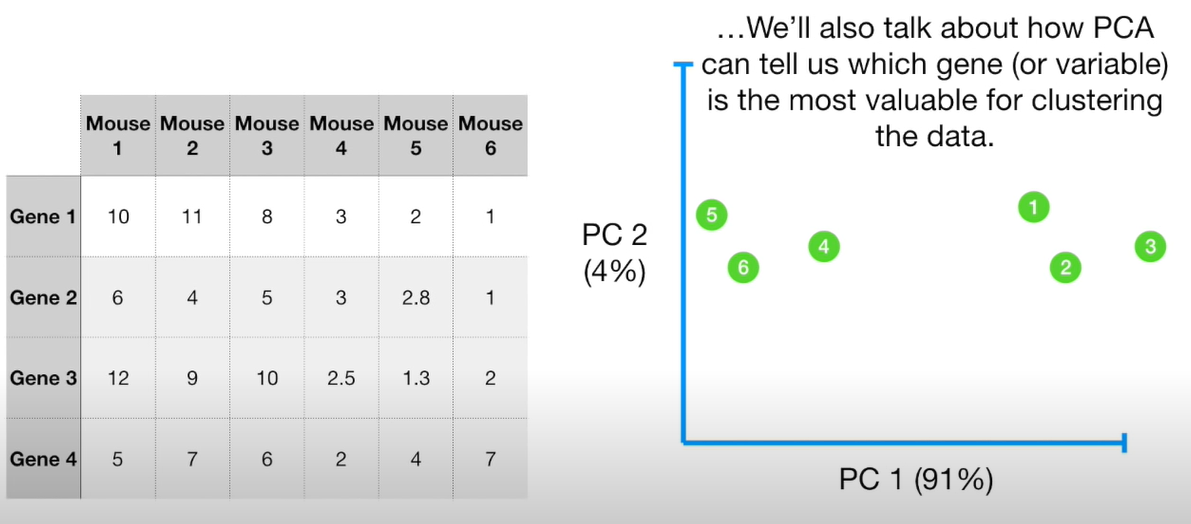 …We'll also talk about how PCA
can tell us which gene (or variable)
is the most valuable for clustering
the data.
Mouse 1 Mouse 2 Mouse 3 Mouse 4 Mouse 5 Mouse 6
Gene 1 10 11 8 3 2 1
Gene 2 6 4 5 3 2.8 1
Gene 3 12 9 10 2.5 1.3 2
Gene 4 5 7 6 2 4 7
PC 2
(4%)
5
6
4
1
2
3
PC 1 (91%)